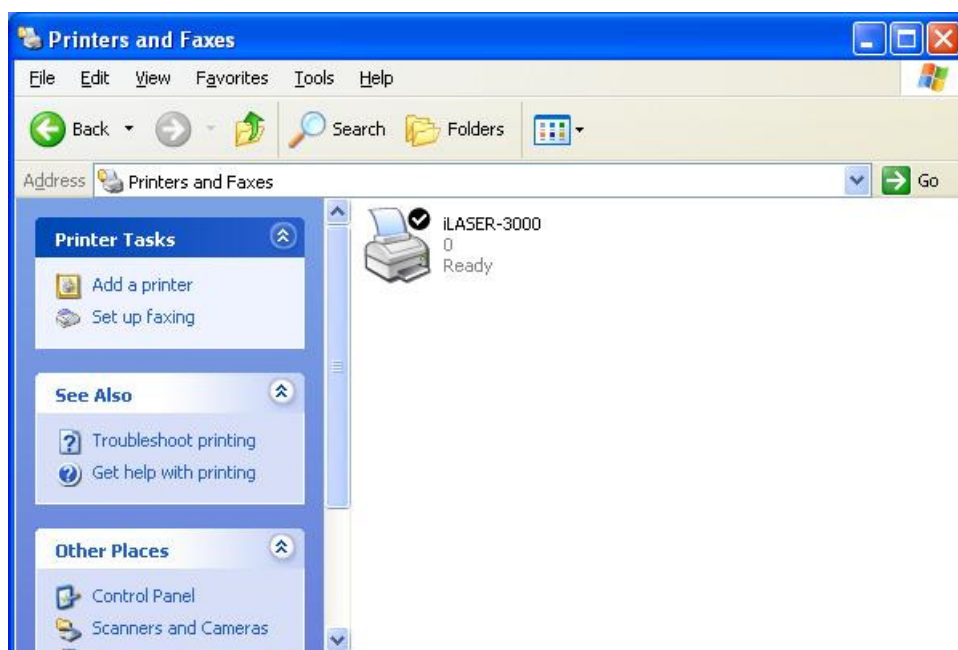 Printers and Faxes
File Edit View Favorites Tools Help
Back Search Folders
Address Printers and Faxes Go
Printer Tasks
Add a printer
Set up faxing
See Also
Troubleshoot printing
Get help with printing
Other Places
Control Panel
Scanners and Cameras
iLASER-3000
0
Ready